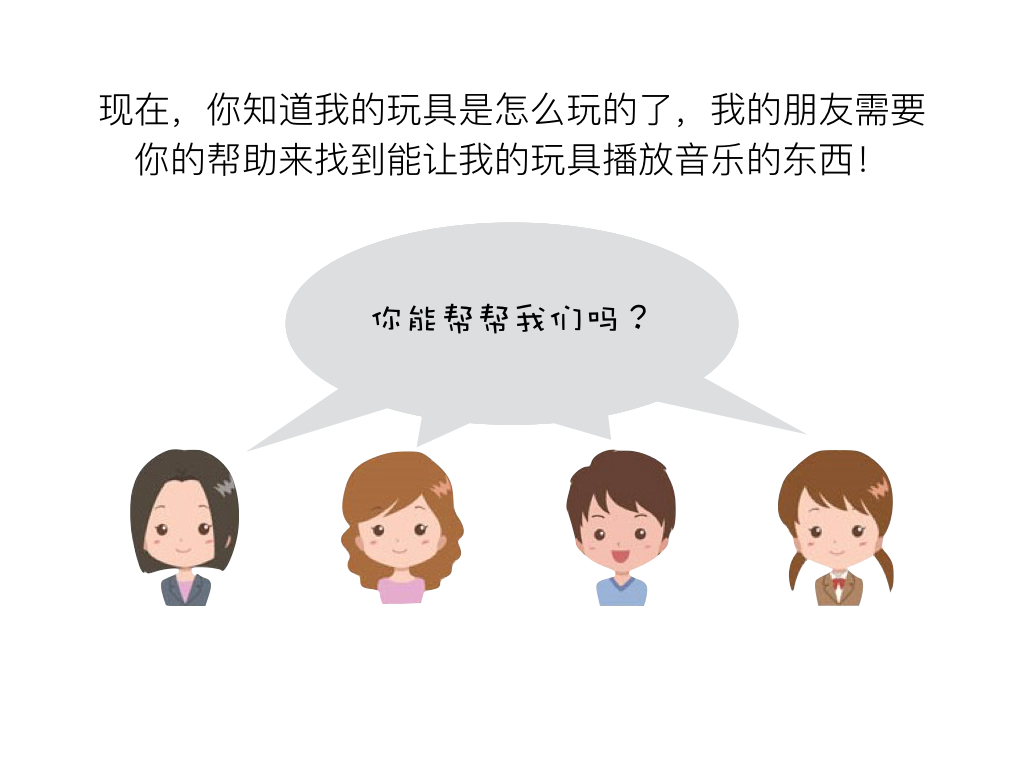 现在，你知道我的玩具是怎么玩的了，我的朋友需要
你的帮助来找到能让我的玩具播放音乐的东西！
你能帮帮我们吗？